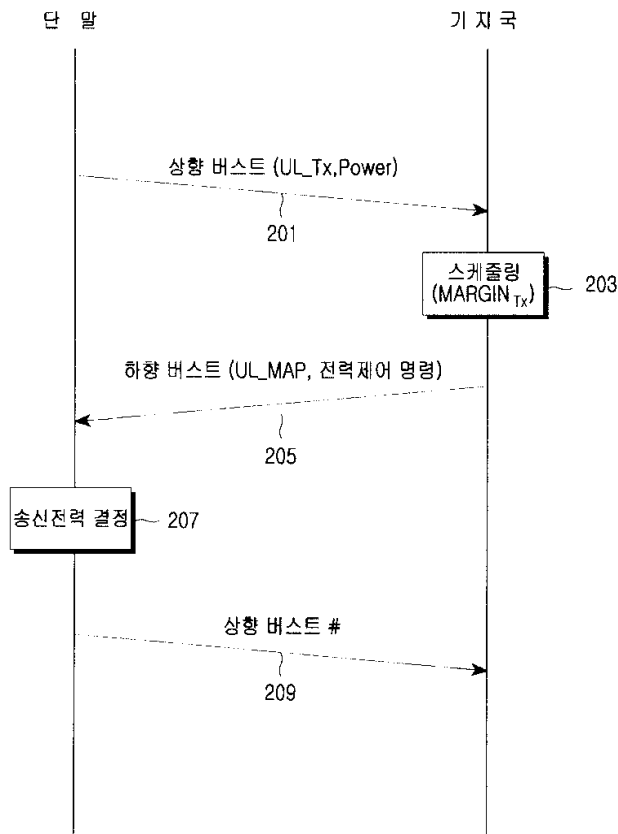 단 말
기 지 국
상향 버스트 (UL_Tx,Power)
201
스케줄링
(MARGIN Tx)
203
하향 버스트 (UL_MAP, 전력제어 명령)
205
송신전력 결정
207
상향 버스트 #
209